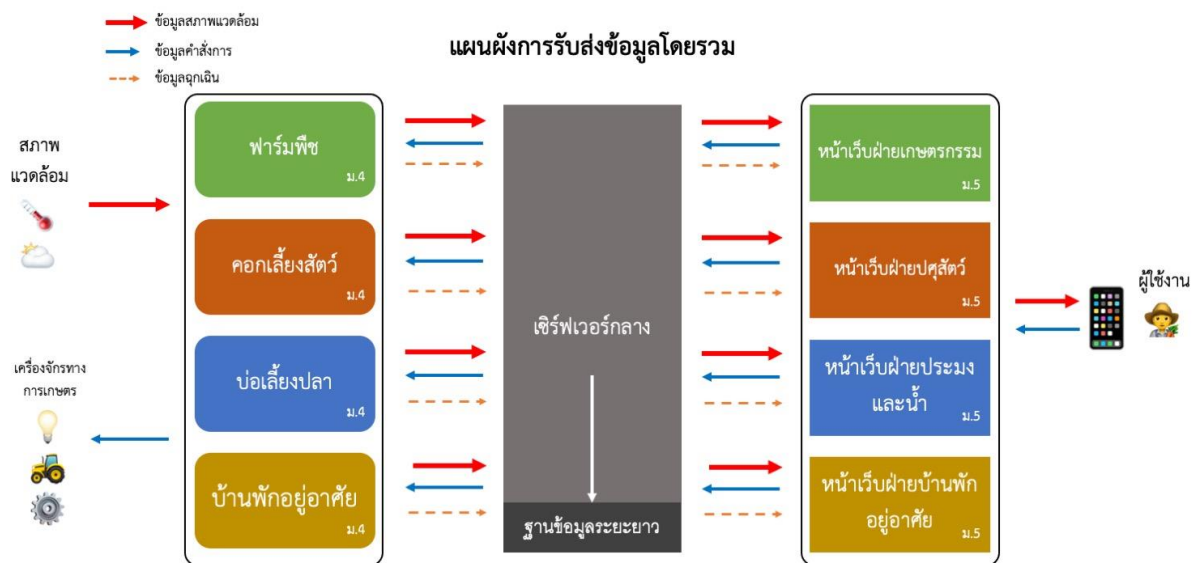 ข้อมูลสภาพแวดล้อม
ข้อมูลคำสั่งการ
ข้อมูลฉุกเฉิน
แผนผังการรับส่งข้อมูลโดยรวม
สภาพ
แวดล้อม
เครื่องจักรทาง
การเกษตร
ฟาร์มพืช
ม.4
คอกเลี้ยงสัตว์
ม.4
บ่อเลี้ยงปลา
ม.4
บ้านพักอยู่อาศัย
ม.4
เซิร์ฟเวอร์กลาง
ฐานข้อมูลระยะยาว
หน้าเว็บฝ่ายเกษตรกรรม
ม.5
หน้าเว็บฝ่ายปศุสัตว์
ม.5
หน้าเว็บฝ่ายประมง
และน้ำ
ม.5
หน้าเว็บฝ่ายบ้านพัก
อยู่อาศัย
ม.5
ผู้ใช้งาน